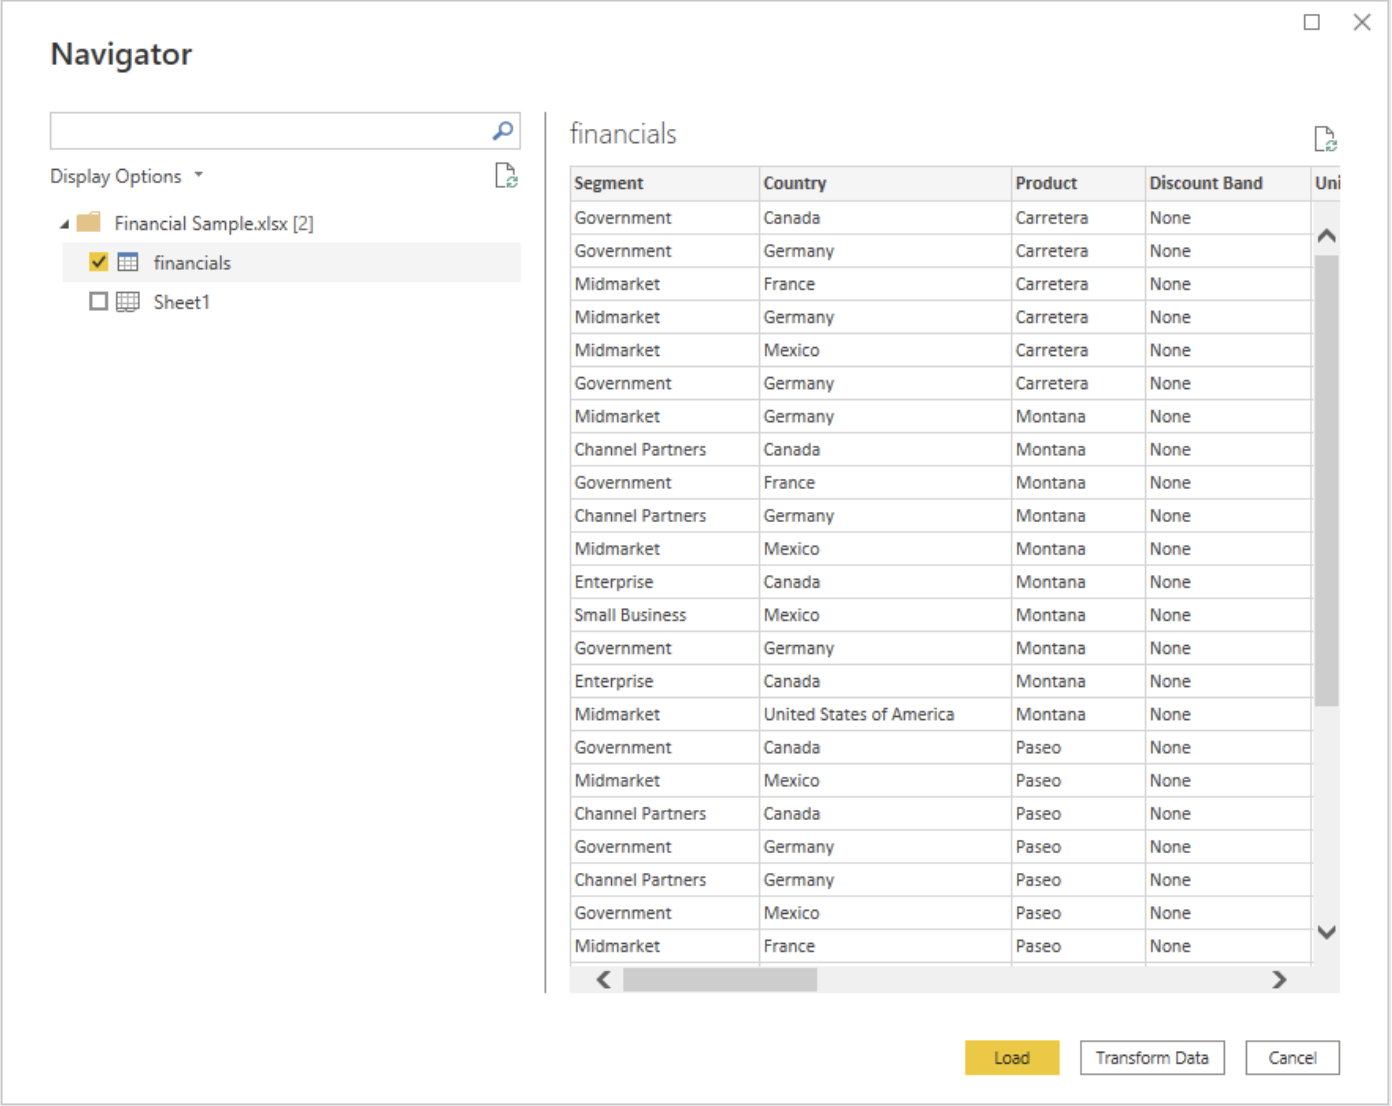 Navigator
Display Options
Financial Sample.xlsx [2]
financials
Sheet1
financials
Segment Country Product Discount Band Uni
Government Canada Carretera None
Government Germany Carretera None
Midmarket France Carretera None
Midmarket Germany Carretera None
Midmarket Mexico Carretera None
Government Germany Carretera None
Midmarket Germany Montana None
Channel Partners Canada Montana None
Government France Montana None
Channel Partners Germany Montana None
Midmarket Mexico Montana None
Enterprise Canada Montana None
Small Business Mexico Montana None
Government Germany Montana None
Enterprise Canada Montana None
Midmarket United States of America Montana None
Government Canada Paseo None
Midmarket Mexico Paseo None
Channel Partners Canada Paseo None
Government Germany Paseo None
Channel Partners Germany Paseo None
Government Mexico Paseo None
Midmarket France Paseo None
Load Transform Data Cancel